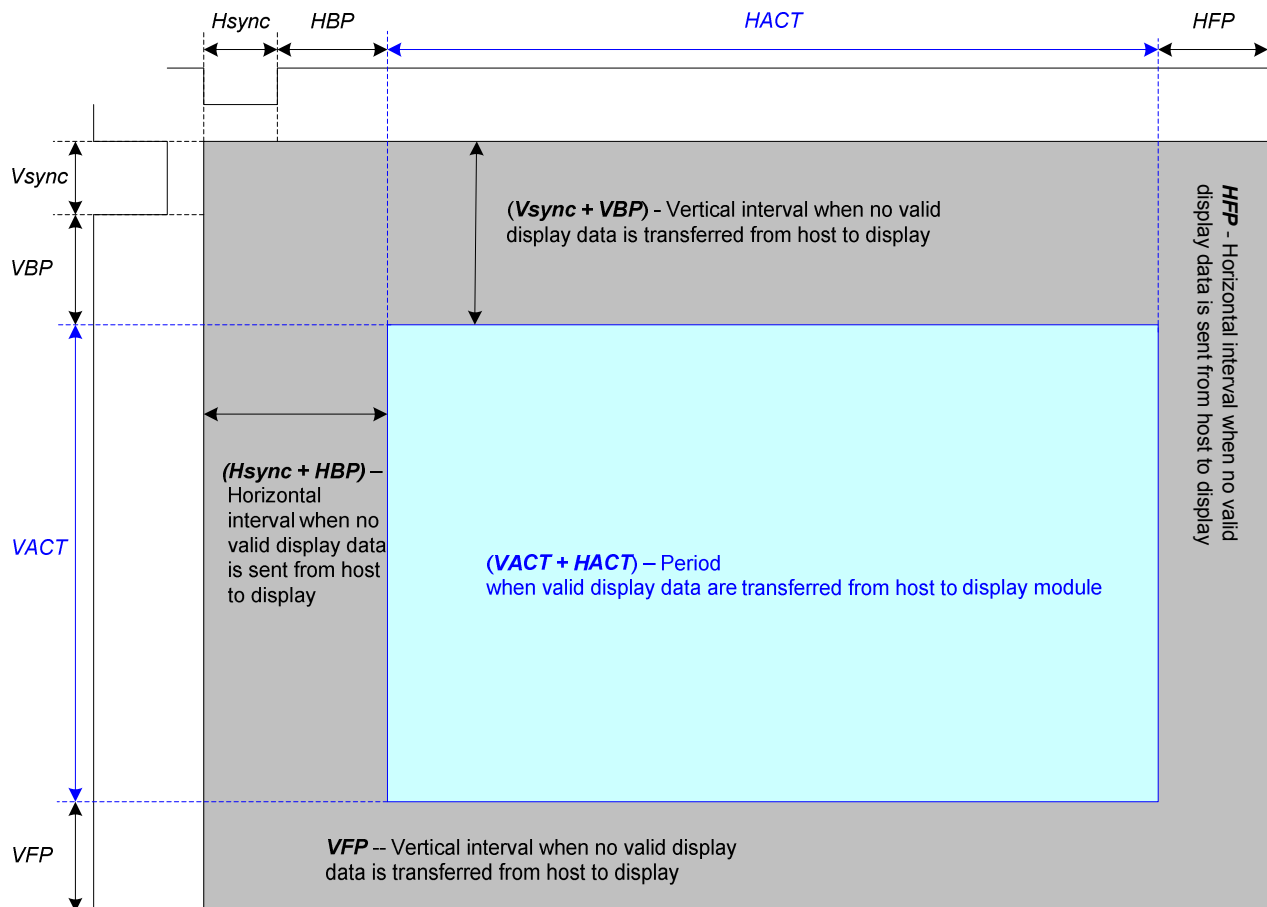 Hsync
HBP
HACT
HFP
Vsync
VBP
VACT
VFP
(Vsync + VBP) - Vertical interval when no valid
display data is transferred from host to display
HFP - Horizontal interval when no valid
display data is sent from host to display
(Hsync + HBP) –
Horizontal
interval when no
valid display data
is sent from host
to display
(VACT + HACT) – Period
when valid display data are transferred from host to display module
VFP -- Vertical interval when no valid display
data is transferred from host to display